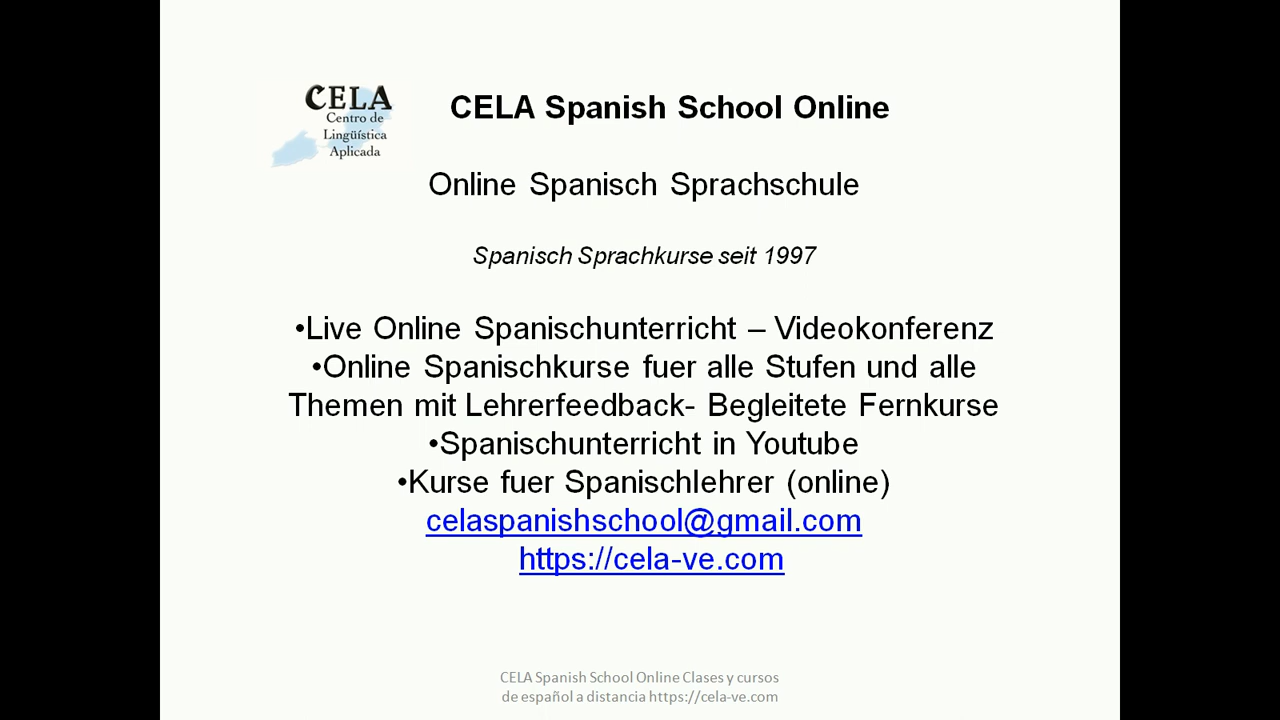 CELA
Centro de
Lingüística
Aplicada
CELA Spanish School Online
Online Spanisch Sprachschule
Spanisch Sprachkurse seit 1997
•Live Online Spanischunterricht – Videokonferenz
•Online Spanischkurse fuer alle Stufen und alle
Themen mit Lehrerfeedback- Begleitete Fernkurse
•Spanischunterricht in Youtube
•Kurse fuer Spanischlehrer (online)
celaspanishschool@gmail.com
https://cela-ve.com
CELA Spanish School Online Clases y cursos
de español a distancia https://cela-ve.com